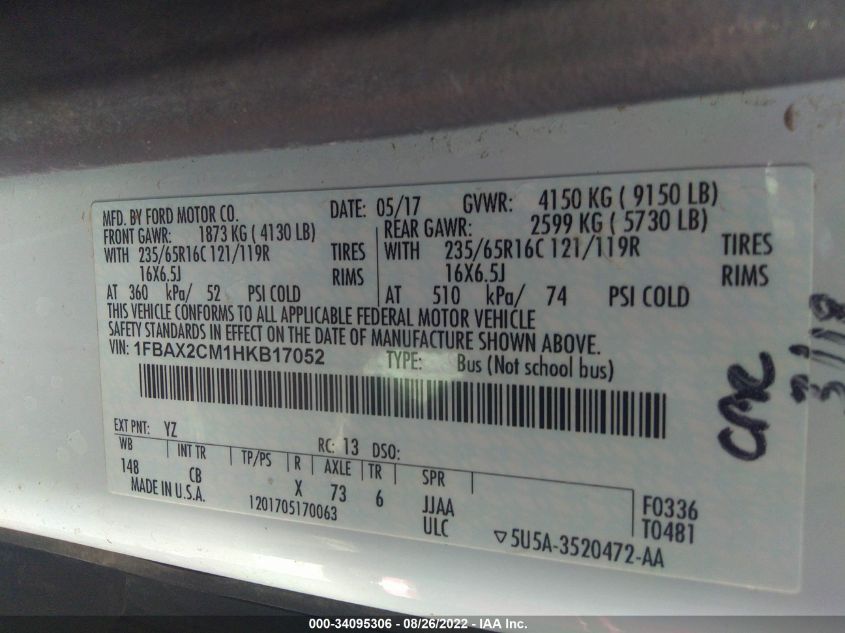 MFD. BY FORD MOTOR CO. DATE: 05/17 GVWR: 4150 KG ( 9150 LB)
FRONT GAWR: 1873 KG ( 4130 LB) REAR GAWR: 2599 KG ( 5730 LB)
WITH 235/65R16C 121/119R TIRES WITH 235/65R16C 121/119R TIRES
16X6.5J RIMS 16X6.5J RIMS
AT 360 kPa/ 52 PSI COLD AT 510 kPa/ 74 PSI COLD
THIS VEHICLE CONFORMS TO ALL APPLICABLE FEDERAL MOTOR VEHICLE
SAFETY STANDARDS IN EFFECT ON THE DATE OF MANUFACTURE SHOWN ABOVE.
VIN: 1FBAX2CM1HKB17052 TYPE: Bus (Not school bus)
EXT PNT: YZ RC: 13 DSO:
WB INT TR TP/PS R AXLE TR SPR
148 CB X 73 6 JJAA F0336
MADE IN U.S.A. 1201705170063 ULC T0481
▽5U5A-3520472-AA
000-34095306 - 08/26/2022 - IAA Inc.